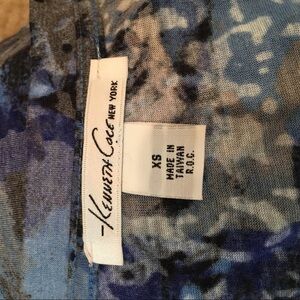 Kenneth Cole NEW YORK
XS
MADE IN
TAIWAN
R.O.C.